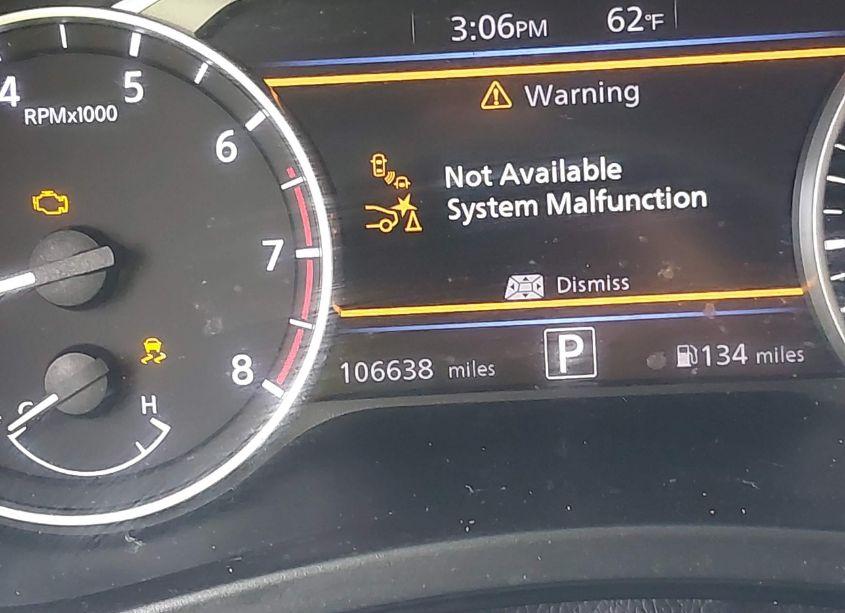 3:06PM 62°F
4 5
RPMx1000
6
7
8
C H
Warning
Not Available
System Malfunction
Dismiss
P
106638 miles
134 miles